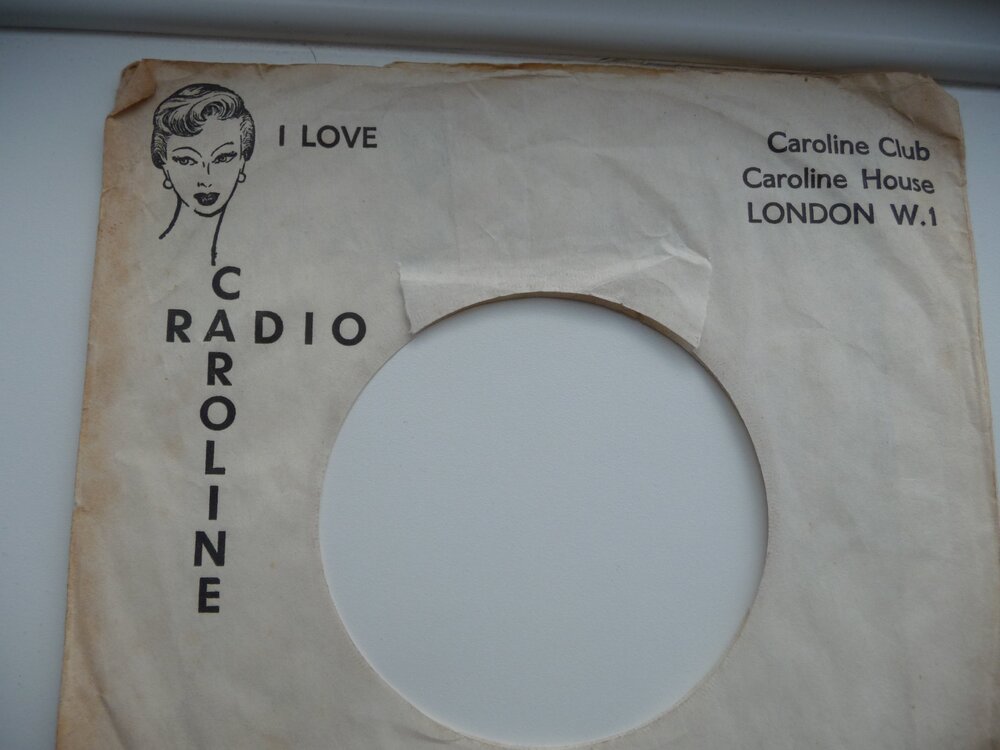 I LOVE
RADIO
CAROLINE
Caroline Club
Caroline House
LONDON W.1